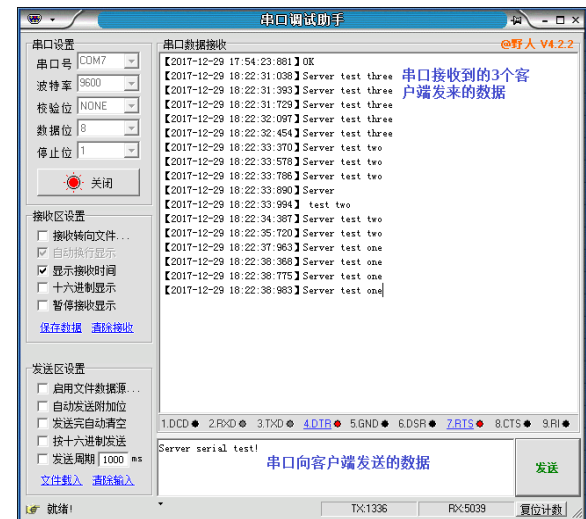 串口调试助手
串口设置
串口号 COM7
波特率 9600
校验位 NONE
数据位 8
停止位 1
关闭
接收区设置
接收转向文件...
自动换行显示
显示接收时间
十六进制显示
暂停接收显示
保存数据 清除接收
发送区设置
启用文件数据源...
自动发送附加位
发送完自动清空
按十六进制发送
发送周期 1000 ms
文件载入 清除输入
串口数据接收 @野人 V4.2.2
【2017-12-29 17:54:23:881】OK
【2017-12-29 18:22:31:038】Server test three
【2017-12-29 18:22:31:393】Server test three
【2017-12-29 18:22:31:729】Server test three
【2017-12-29 18:22:32:097】Server test three
【2017-12-29 18:22:32:454】Server test three
【2017-12-29 18:22:33:370】Server test two
【2017-12-29 18:22:33:578】Server test two
【2017-12-29 18:22:33:786】Server test two
【2017-12-29 18:22:33:890】Server
【2017-12-29 18:22:33:994】 test two
【2017-12-29 18:22:34:387】Server test two
【2017-12-29 18:22:35:720】Server test two
【2017-12-29 18:22:37:963】Server test one
【2017-12-29 18:22:38:368】Server test one
【2017-12-29 18:22:38:775】Server test one
【2017-12-29 18:22:38:983】Server test one
串口接收到的3个客
户端发来的数据
1.DCD 2.RXD 3.TXD 4.DTR 5.GND 6.DSR 7.RTS 8.CTS 9.RI
Server serial test!
串口向客户端发送的数据
发送
就绪! TX:1336 RX:5039 复位计数